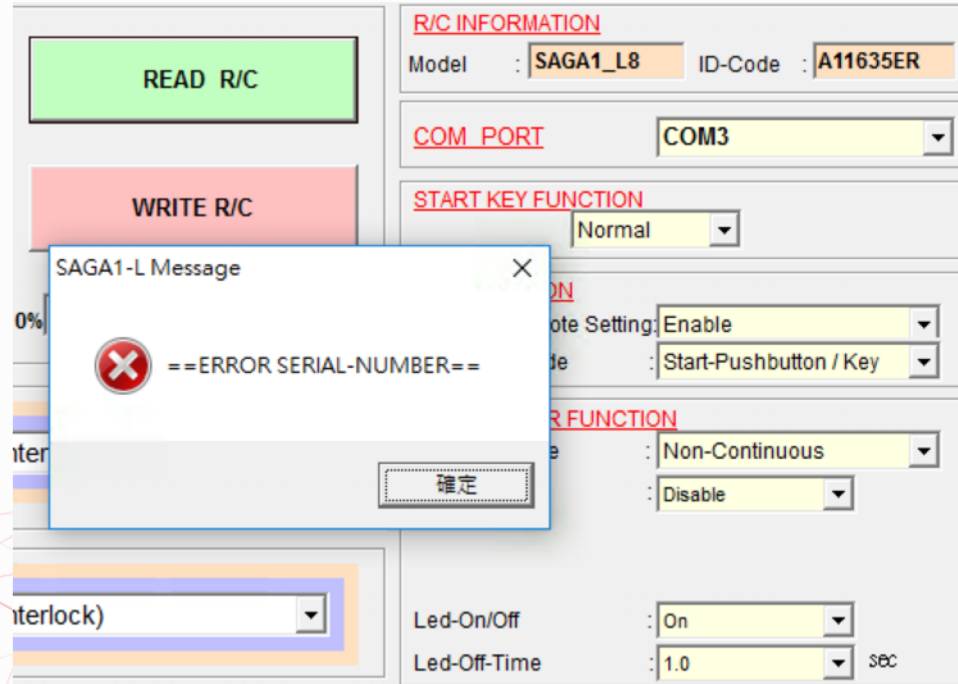 READ R/C
WRITE R/C
0%
nterlock)
R/C INFORMATION
Model : SAGA1_L8 ID-Code : A11635ER
COM PORT COM3
START KEY FUNCTION
Normal
ote Setting: Enable
: Start-Pushbutton / Key
R FUNCTION
: Non-Continuous
: Disable
Led-On/Off : On
Led-Off-Time : 1.0 sec
SAGA1-L Message
==ERROR SERIAL-NUMBER==
確定